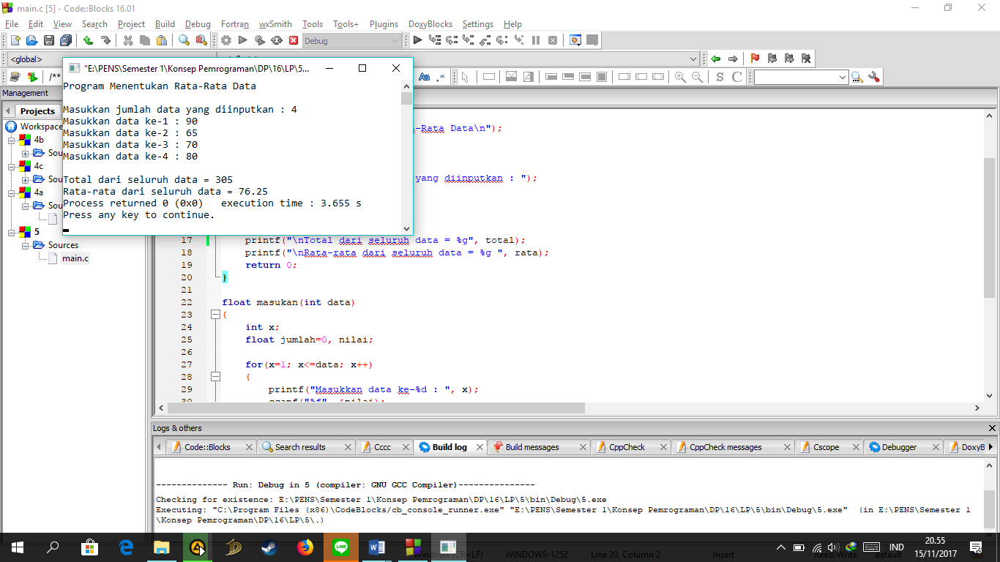 main.c [5] - Code::Blocks 16.01
File Edit View Search Project Build Debug Fortran wxSmith Tools Tools+ Plugins DoxyBlocks Settings Help
Debug
<global>
/**
Aa .*
S C
"E:\PENS\Semester 1\Konsep Pemrograman\DP\16\LP\5...
Program Menentukan Rata-Rata Data
Masukkan jumlah data yang diinputkan : 4
Masukkan data ke-1 : 90
Masukkan data ke-2 : 65
Masukkan data ke-3 : 70
Masukkan data ke-4 : 80
Total dari seluruh data = 305
Rata-rata dari seluruh data = 76.25
Process returned 0 (0x0) execution time : 3.655 s
Press any key to continue.
Management
Projects
Workspace
4b
Sou
4c
Sou
4a
Sou
5
Sources
main.c
-Rata Data\n");
yang diinputkan : ");
17 printf("\nTotal dari seluruh data = %g", total);
18 printf("\nRata-rata dari seluruh data = %g ", rata);
19 return 0;
20 }
21
22 float masukan(int data)
23 {
24 int x;
25 float jumlah=0, nilai;
26
27 for(x=1; x<=data; x++)
28 {
29 printf("Masukkan data ke-%d : ", x);
30 scanf("%f", &nilai);
Logs & others
Code::Blocks Search results Cccc Build log Build messages CppCheck CppCheck messages Cscope Debugger DoxyB
-------------- Run: Debug in 5 (compiler: GNU GCC Compiler)---------------
Checking for existence: E:\PENS\Semester 1\Konsep Pemrograman\DP\16\LP\5\bin\Debug\5.exe
Executing: "C:\Program Files (x86)\CodeBlocks/cb_console_runner.exe" "E:\PENS\Semester 1\Konsep Pemrograman\DP\16\LP\5\bin\Debug\5.exe" (in E:\PENS\Semester 1
\Konsep Pemrograman\DP\16\LP\5\.)
Windows (CR+LF) WINDOWS-1252 Line 20, Column 2 Insert Read/Write default
LINE
IND
20.55
15/11/2017